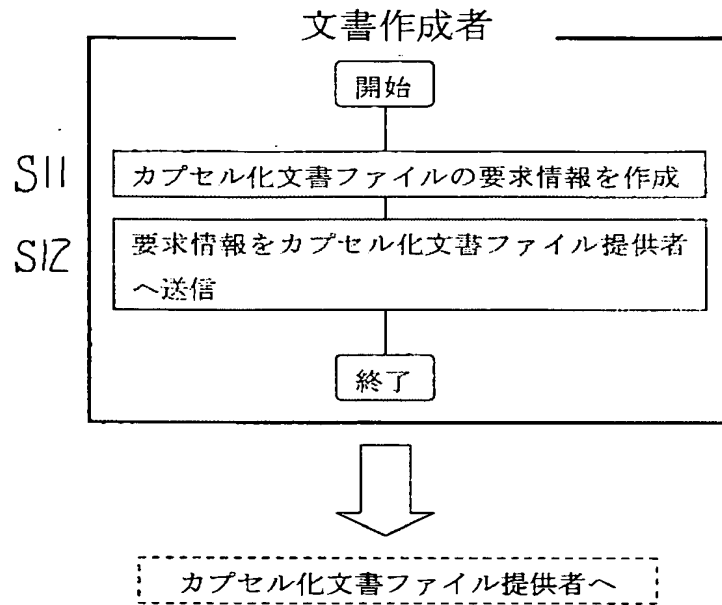 文書作成者
開始
S11
カプセル化文書ファイルの要求情報を作成
S12
要求情報をカプセル化文書ファイル提供者
へ送信
終了
カプセル化文書ファイル提供者へ